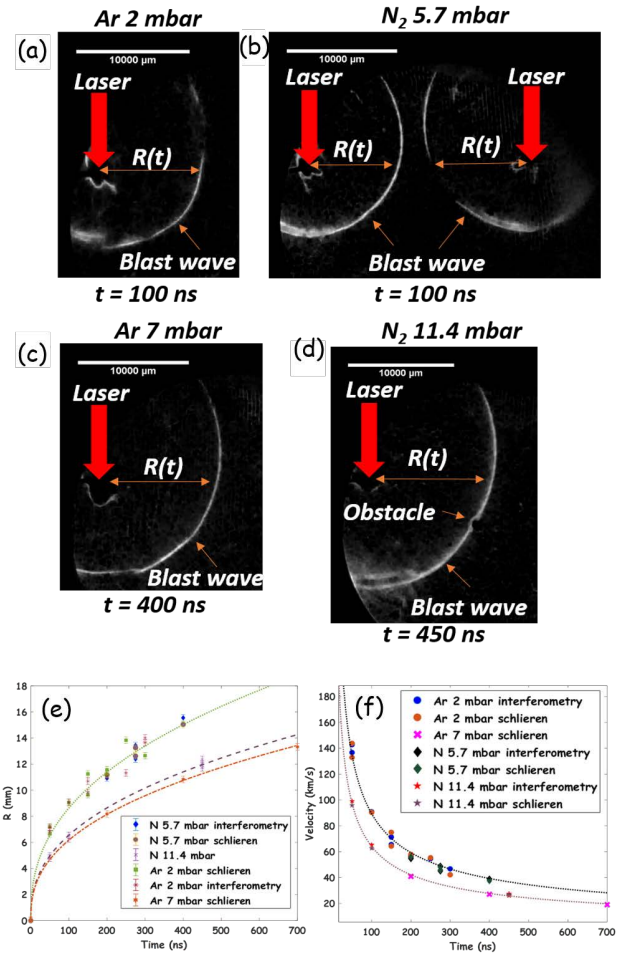 Ar 2 mbar
N2 5.7 mbar
(a)
(b)
10000 µm
10000 µm
Laser
Laser
Laser
R(t)
R(t)
R(t)
Blast wave
Blast wave
t = 100 ns
t = 100 ns
Ar 7 mbar
N2 11.4 mbar
(c)
(d)
10000 µm
10000 µm
Laser
Laser
R(t)
R(t)
Obstacle
Blast wave
Blast wave
t = 400 ns
t = 450 ns
(e)
18
16
14
12
10
8
6
4
2
0
R (mm)
0 100 200 300 400 500 600 700
Time (ns)
N 5.7 mbar interferometry
N 5.7 mbar schlieren
N 11.4 mbar
Ar 2 mbar schlieren
Ar 2 mbar interferometry
Ar 7 mbar schlieren
(f)
180
160
140
120
100
80
60
40
20
Velocity (km/s)
100 200 300 400 500 600 700
Time (ns)
Ar 2 mbar interferometry
Ar 2 mbar schlieren
Ar 7 mbar schlieren
N 5.7 mbar interferometry
N 5.7 mbar schlieren
N 11.4 mbar interferometry
N 11.4 mbar schlieren